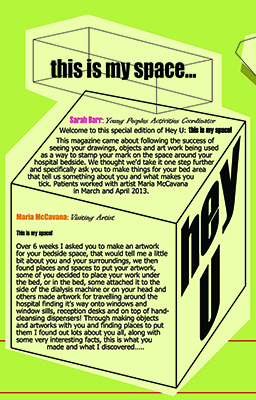 this is my space...
Sarah Barr: Young Peoples Activities Coordinator
Welcome to this special edition of Hey U: this is my space!
This magazine came about following the success of
seeing your drawings, objects and art work being used
as a way to stamp your mark on the space around your
hospital bedside. We thought we'd take it one step further
and specifically ask you to make things for your bed area
that tell us something about you and what makes you
tick. Patients worked with artist Maria McCavana
in March and April 2013.
Maria McCavana: Visiting Artist
This is my space!
Over 6 weeks I asked you to make an artwork
for your bedside space, that would tell me a little
bit about you and your surroundings, we then
found places and spaces to put your artwork,
some of you decided to place your work under
the bed, or in the bed, some attached it to the
side of the dialysis machine or on your head and
others made artwork for travelling around the
hospital finding it's way onto windows and
window sills, reception desks and on top of hand-
cleansing dispensers! Through making objects
and artworks with you and finding places to put
them I found out lots about you all, along with
some very interesting facts, this is what you
made and what I discovered.....
hey
U